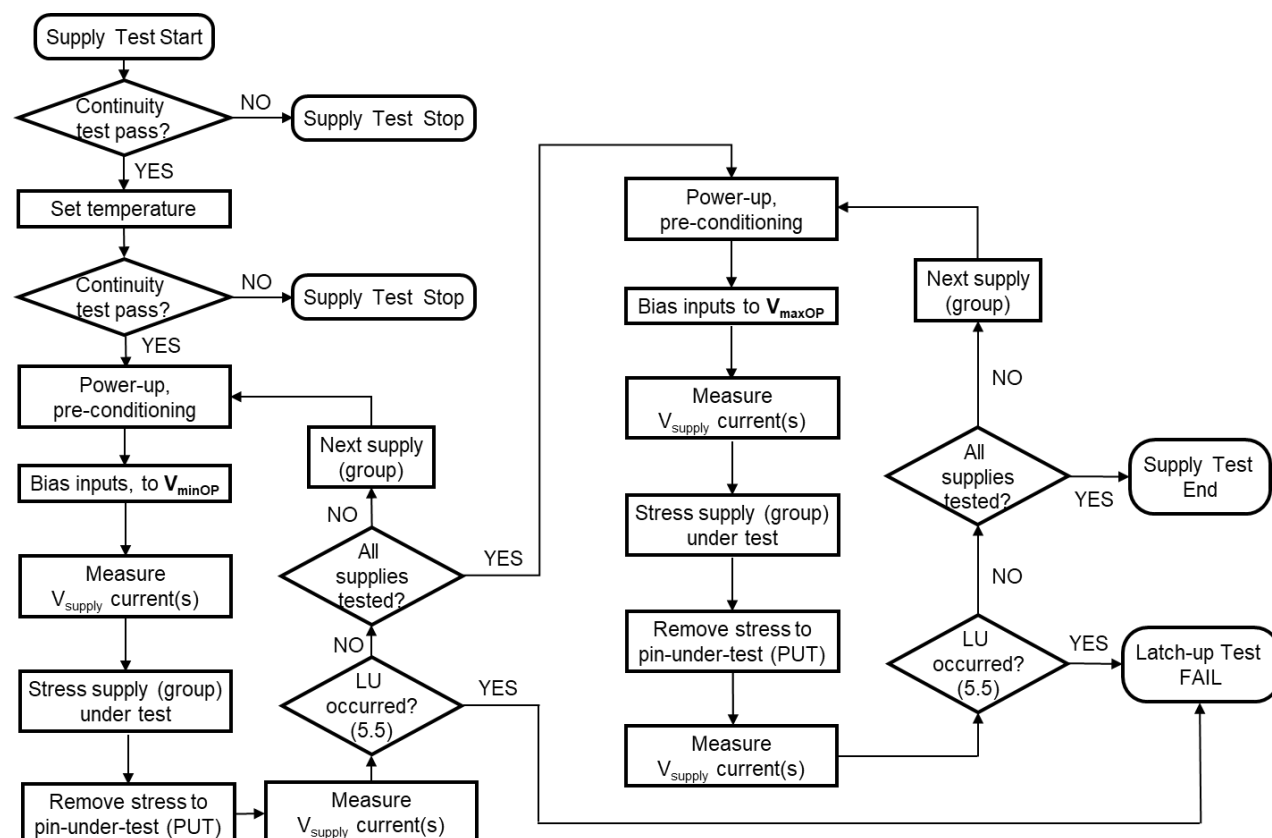 Supply Test Start
Continuity
test pass?
NO
Supply Test Stop
YES
Set temperature
Continuity
test pass?
NO
Supply Test Stop
YES
Power-up,
pre-conditioning
Bias inputs, to VminOP
Measure
Vsupply current(s)
Stress supply (group)
under test
Remove stress to
pin-under-test (PUT)
Measure
Vsupply current(s)
LU
occurred?
(5.5)
YES
NO
All
supplies
tested?
YES
NO
Next supply
(group)
Power-up,
pre-conditioning
Bias inputs to VmaxOP
Measure
Vsupply current(s)
Stress supply (group)
under test
Remove stress to
pin-under-test (PUT)
Measure
Vsupply current(s)
LU
occurred?
(5.5)
YES
Latch-up Test
FAIL
NO
All
supplies
tested?
YES
Supply Test
End
NO
Next supply
(group)